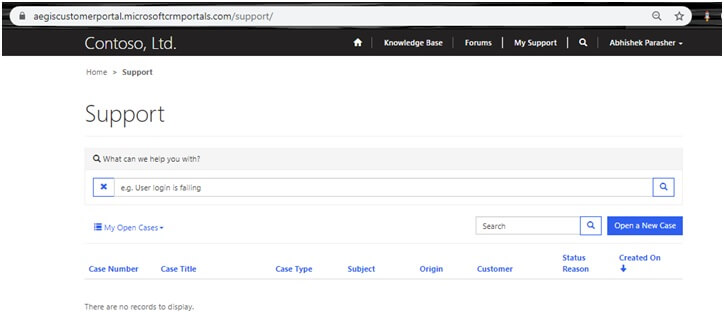 aegiscustomerportal.microsoftcrmportals.com/support/
Contoso, Ltd. Knowledge Base Forums My Support Abhishek Parasher
Home » Support
Support
What can we help you with?
e.g. User login is failing
My Open Cases Search Open a New Case
Case Number Case Title Case Type Subject Origin Customer Status Reason Created On
There are no records to display.